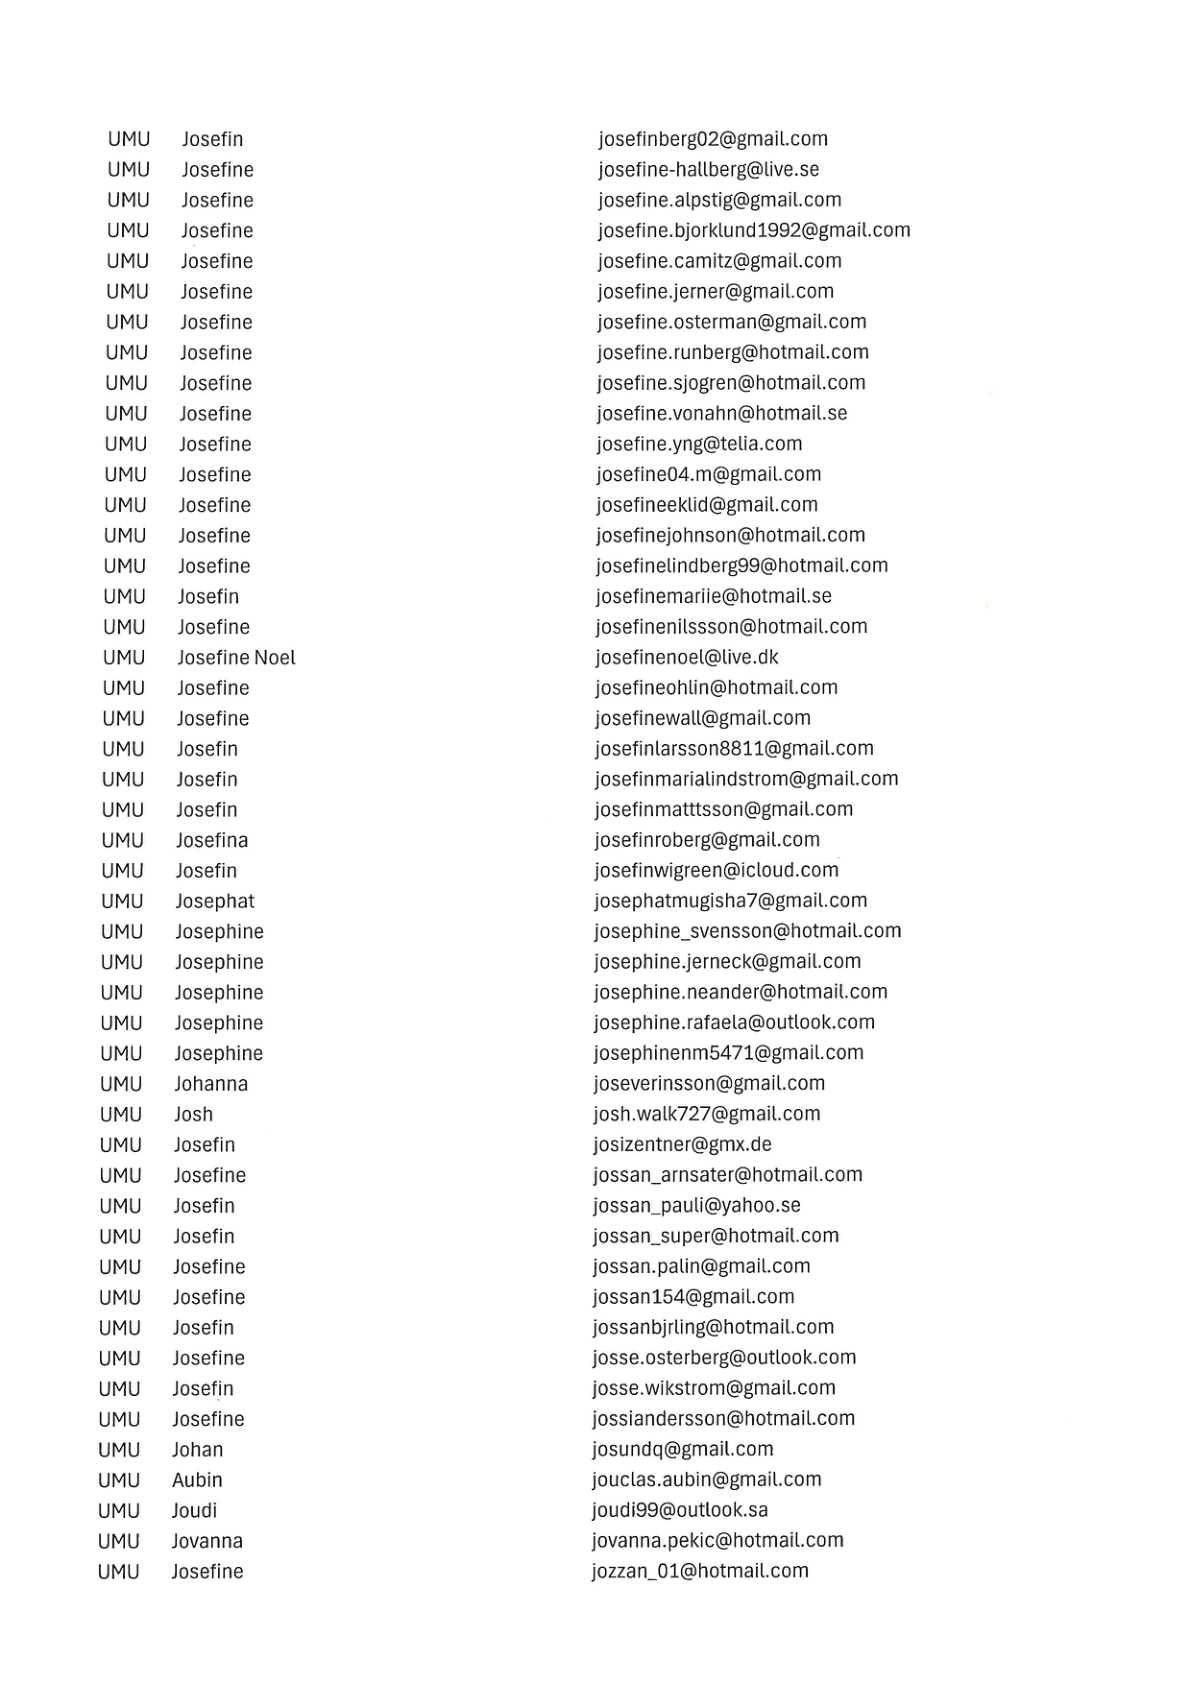 UMU Josefin josefinberg02@gmail.com
UMU Josefine josefine-hallberg@live.se
UMU Josefine josefine.alpstig@gmail.com
UMU Josefine josefine.bjorklund1992@gmail.com
UMU Josefine josefine.camitz@gmail.com
UMU Josefine josefine.jerner@gmail.com
UMU Josefine josefine.osterman@gmail.com
UMU Josefine josefine.runberg@hotmail.com
UMU Josefine josefine.sjogren@hotmail.com
UMU Josefine josefine.vonahn@hotmail.se
UMU Josefine josefine.yng@telia.com
UMU Josefine josefine04.m@gmail.com
UMU Josefine josefineeklid@gmail.com
UMU Josefine josefinejohnson@hotmail.com
UMU Josefine josefinelindberg99@hotmail.com
UMU Josefin josefinemariie@hotmail.se
UMU Josefine josefinenilssson@hotmail.com
UMU Josefine Noel josefinenoel@live.dk
UMU Josefine josefineohlin@hotmail.com
UMU Josefine josefinewall@gmail.com
UMU Josefin josefinlarsson8811@gmail.com
UMU Josefin josefinmarialindstrom@gmail.com
UMU Josefin josefinmatttsson@gmail.com
UMU Josefina josefinroberg@gmail.com
UMU Josefin josefinwigreen@icloud.com
UMU Josephat josephatmugisha7@gmail.com
UMU Josephine josephine_svensson@hotmail.com
UMU Josephine josephine.jerneck@gmail.com
UMU Josephine josephine.neander@hotmail.com
UMU Josephine josephine.rafaela@outlook.com
UMU Josephine josephinenm5471@gmail.com
UMU Johanna joseverinsson@gmail.com
UMU Josh josh.walk727@gmail.com
UMU Josefin josizentner@gmx.de
UMU Josefine jossan_arnsater@hotmail.com
UMU Josefin jossan_pauli@yahoo.se
UMU Josefin jossan_super@hotmail.com
UMU Josefine jossan.palin@gmail.com
UMU Josefine jossan154@gmail.com
UMU Josefin jossanbjrling@hotmail.com
UMU Josefine josse.osterberg@outlook.com
UMU Josefin josse.wikstrom@gmail.com
UMU Josefine jossiandersson@hotmail.com
UMU Johan josundq@gmail.com
UMU Aubin jouclas.aubin@gmail.com
UMU Joudi joudi99@outlook.sa
UMU Jovanna jovanna.pekic@hotmail.com
UMU Josefine jozzan_01@hotmail.com